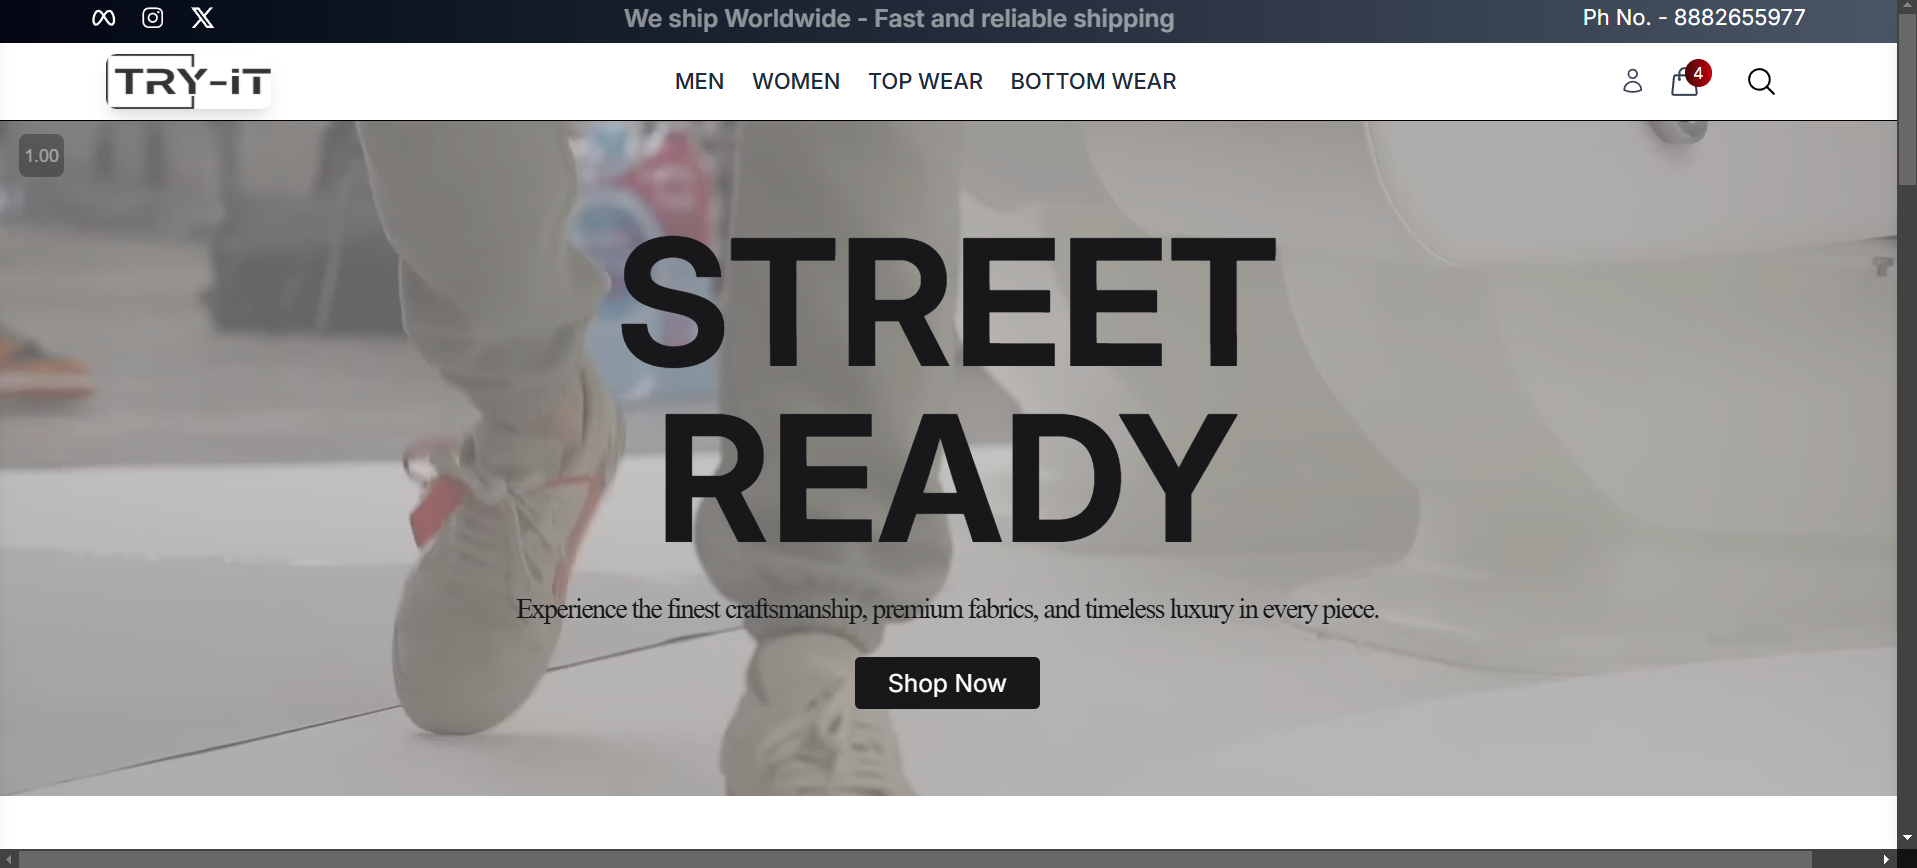 We ship Worldwide - Fast and reliable shipping
Ph No. - 8882655977
TRY-iT
MEN WOMEN TOP WEAR BOTTOM WEAR
4
1.00
STREET
READY
Experience the finest craftsmanship, premium fabrics, and timeless luxury in every piece.
Shop Now